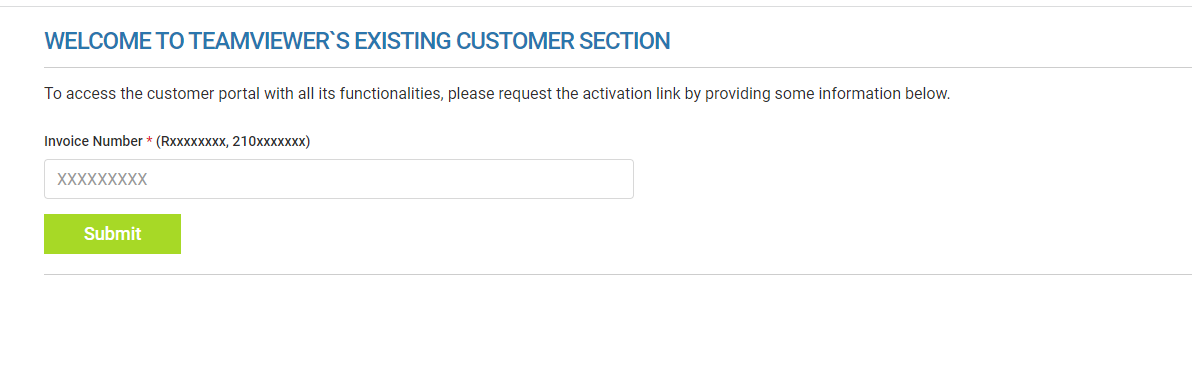 WELCOME TO TEAMVIEWER`S EXISTING CUSTOMER SECTION
To access the customer portal with all its functionalities, please request the activation link by providing some information below.
Invoice Number * (Rxxxxxxxx, 210xxxxxxx)
XXXXXXXXX
Submit